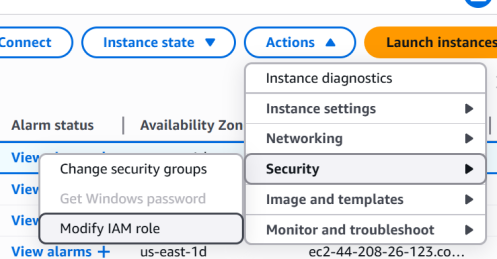 Connect
Instance state ▼
Actions ▲
Launch instances
Instance diagnostics
Instance settings ▶
Networking ▶
Security ▶
Image and templates ▶
Monitor and troubleshoot ▶
Alarm status
Availability Zon
View
Change security groups
Get Windows password
Modify IAM role
View
View
View alarms +
us-east-1d
ec2-44-208-26-123.co...